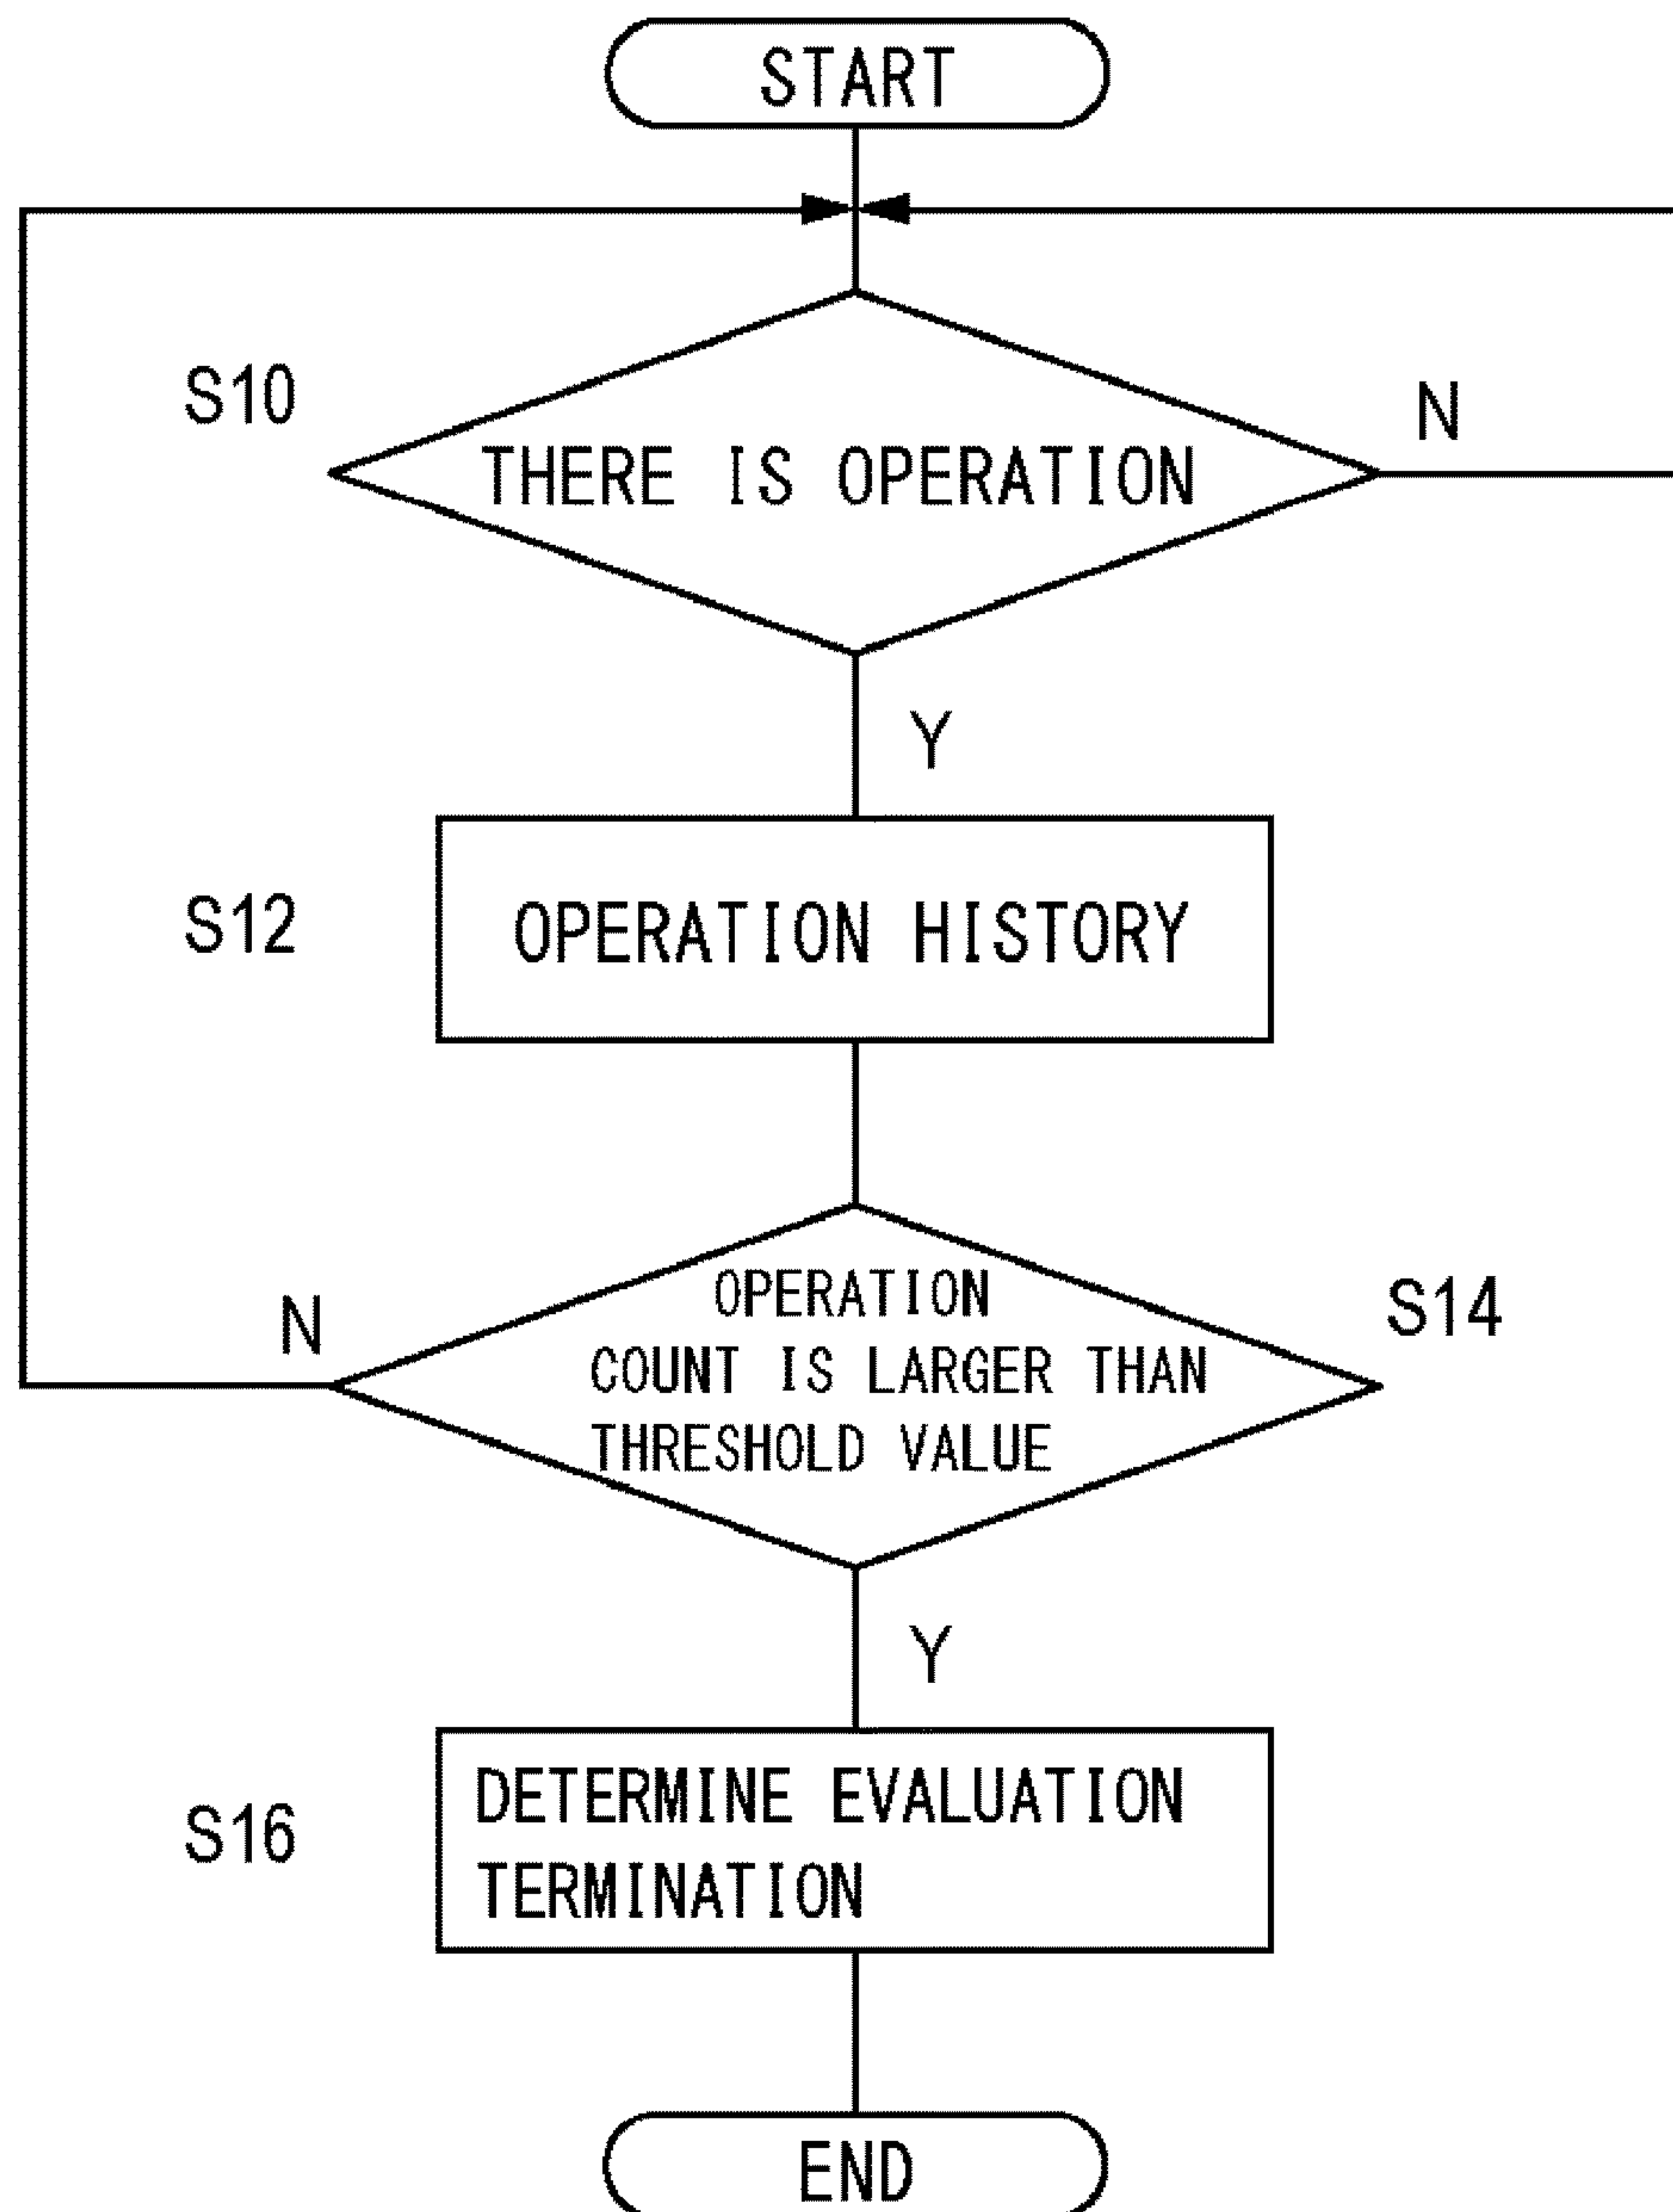 START
S10
THERE IS OPERATION
N
Y
S12
OPERATION HISTORY
N
OPERATION
COUNT IS LARGER THAN
THRESHOLD VALUE
S14
Y
S16
DETERMINE EVALUATION
TERMINATION
END